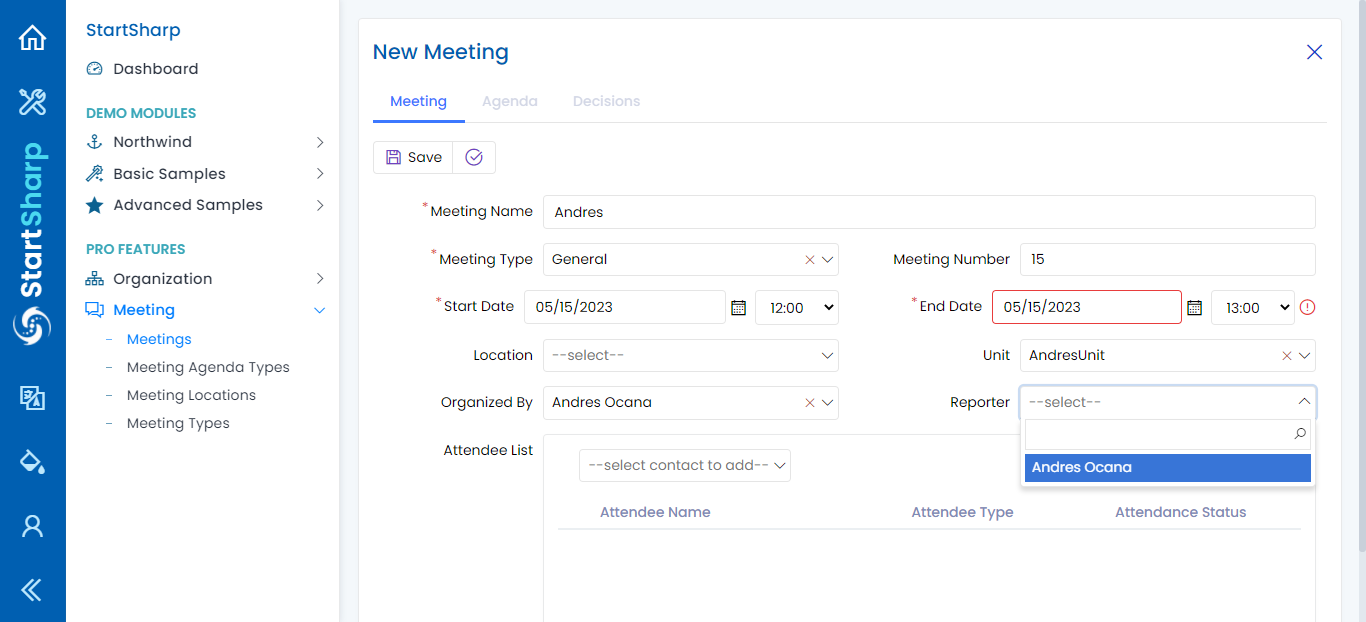 StartSharp
StartSharp
Dashboard
DEMO MODULES
Northwind
Basic Samples
Advanced Samples
PRO FEATURES
Organization
Meeting
- Meetings
- Meeting Agenda Types
- Meeting Locations
- Meeting Types
New Meeting
Meeting Agenda Decisions
Save
*Meeting Name Andres
*Meeting Type General Meeting Number 15
*Start Date 05/15/2023 12:00 *End Date 05/15/2023 13:00
Location --select-- Unit AndresUnit
Organized By Andres Ocana Reporter --select--
Andres Ocana
Attendee List --select contact to add--
Attendee Name Attendee Type Attendance Status